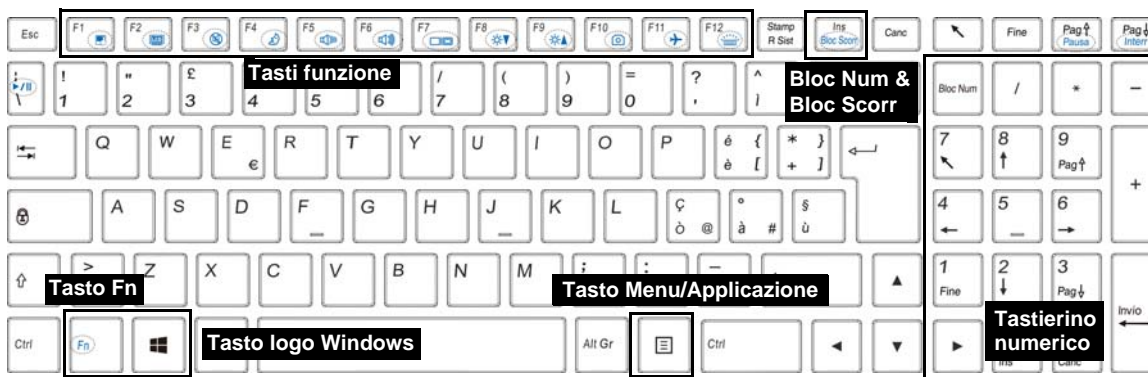 Esc F1 F2 F3 F4 F5 F6 F7 F8 F9 F10 F11 F12 Stamp R Sist Ins Bloc Scorr Canc Fine Pag Pausa Pag Interr
Tasti funzione
Bloc Num & Bloc Scorr
\ ! 1 " 2 £ 3 4 5 6 / 7 ( 8 ) 9 = 0 ? ' ^ ì Bloc Num / * −
Q W E € R T Y U I O P é è { [ * + } ] 7 8 9 Pag +
A S D F G H J K L ç ò @ ° à # § ù 4 5 6
> Z X C V B N M ; : _ 1 Fine 2 3 Pag Invio
Tasto Fn
Tasto Menu/Applicazione
Ctrl Fn Alt Gr Ctrl Ins Canc
Tasto logo Windows
Tastierino numerico